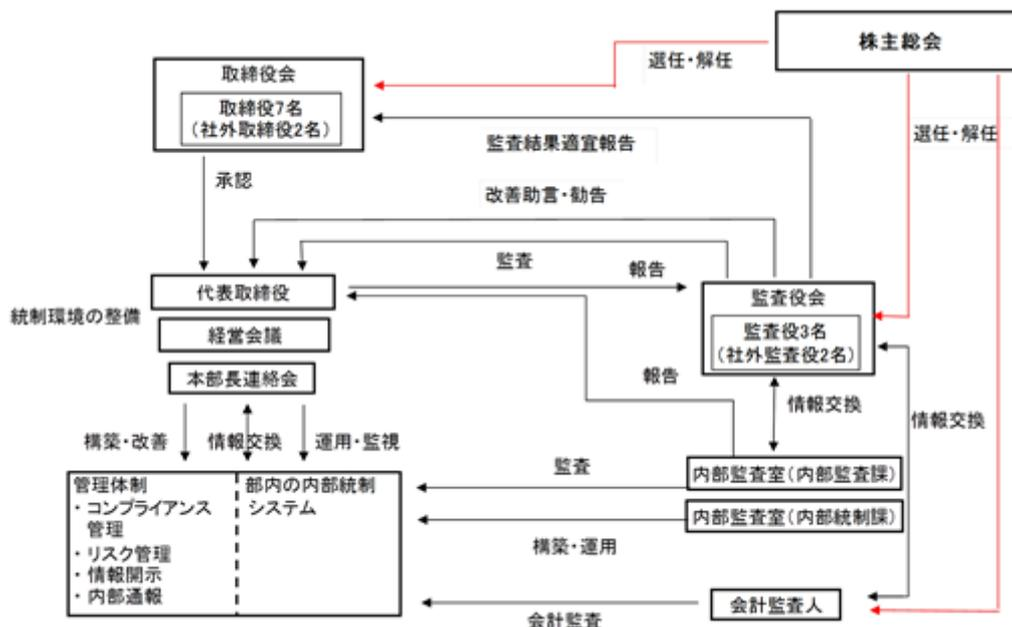 株主総会
選任・解任
取締役会
取締役7名
(社外取締役2名)
選任・解任
監査結果適宜報告
承認
改善助言・勧告
監査
報告
代表取締役
監査役会
統制環境の整備
経営会議
監査役3名
(社外監査役2名)
本部長連絡会
報告
情報交換
情報交換
構築・改善
情報交換
運用・監視
監査
内部監査室(内部監査課)
管理体制
・コンプライアンス
管理
・リスク管理
・情報開示
・内部通報
部内の内部統制
システム
内部監査室(内部統制課)
構築・運用
会計監査人
会計監査